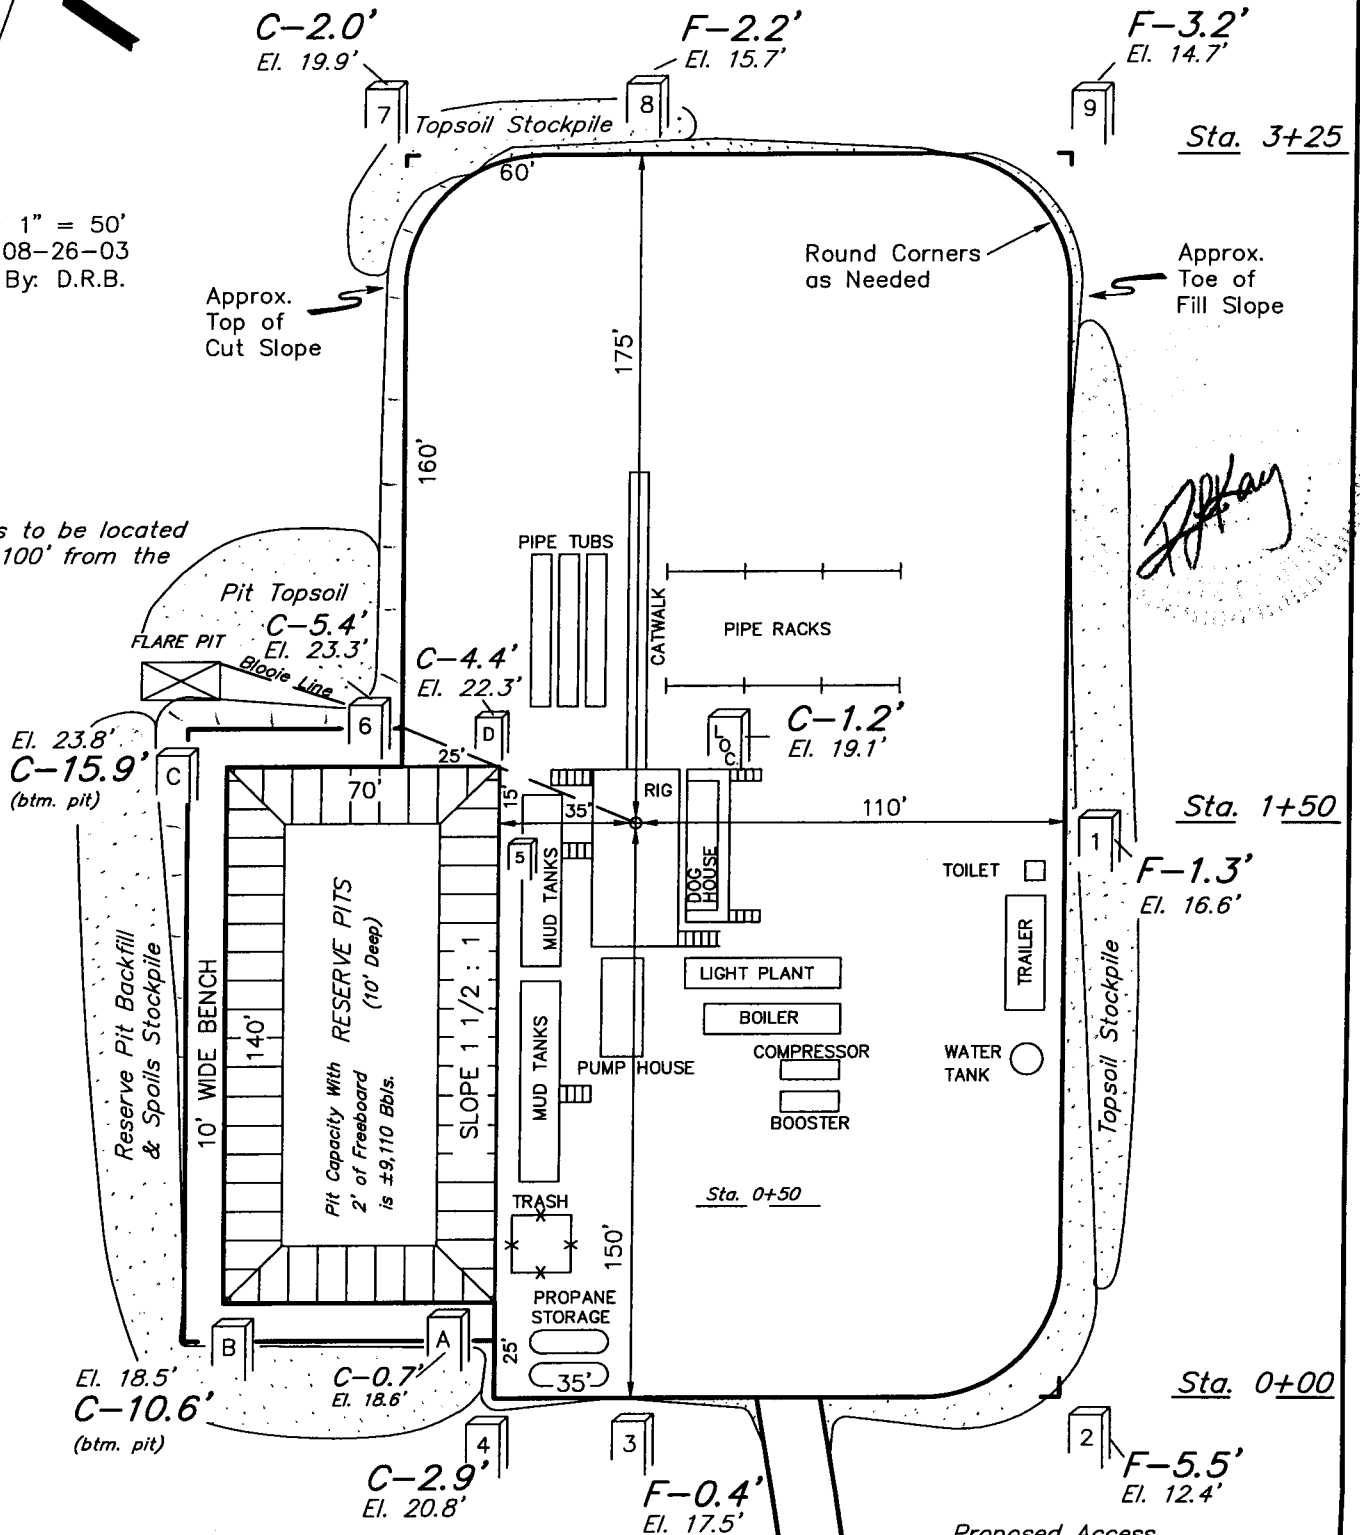 C-2.0'
El. 19.9'
F-2.2'
El. 15.7'
F-3.2'
El. 14.7'
7
8
9
Topsoil Stockpile
Sta. 3+25
60'
1" = 50'
08-26-03
By: D.R.B.
Round Corners
as Needed
Approx.
Toe of
Fill Slope
Approx.
Top of
Cut Slope
175'
160'
s to be located
100' from the
PIPE TUBS
Pit Topsoil
C-5.4'
El. 23.3'
FLARE PIT
Blooie Line
C-4.4'
El. 22.3'
CATWALK
PIPE RACKS
6
D
LOC.
C-1.2'
El. 19.1'
El. 23.8'
C-15.9'
(btm. pit)
C
25'
70'
15'
35'
RIG
110'
Sta. 1+50
1
F-1.3'
El. 16.6'
5
MUD TANKS
DOG
HOUSE
TOILET
TRAILER
Reserve Pit Backfill
& Spoils Stockpile
10' WIDE BENCH
140'
RESERVE PITS
(10' Deep)
Pit Capacity With
2' of Freeboard
is ±9,110 Bbls.
SLOPE 1 1/2 : 1
LIGHT PLANT
BOILER
COMPRESSOR
BOOSTER
PUMP HOUSE
MUD TANKS
WATER
TANK
Topsoil Stockpile
TRASH
Sta. 0+50
150'
PROPANE
STORAGE
25'
35'
B
A
El. 18.5'
C-10.6'
(btm. pit)
C-0.7'
El. 18.6'
Sta. 0+00
4
3
2
C-2.9'
El. 20.8'
F-0.4'
El. 17.5'
F-5.5'
El. 12.4'
Proposed Access